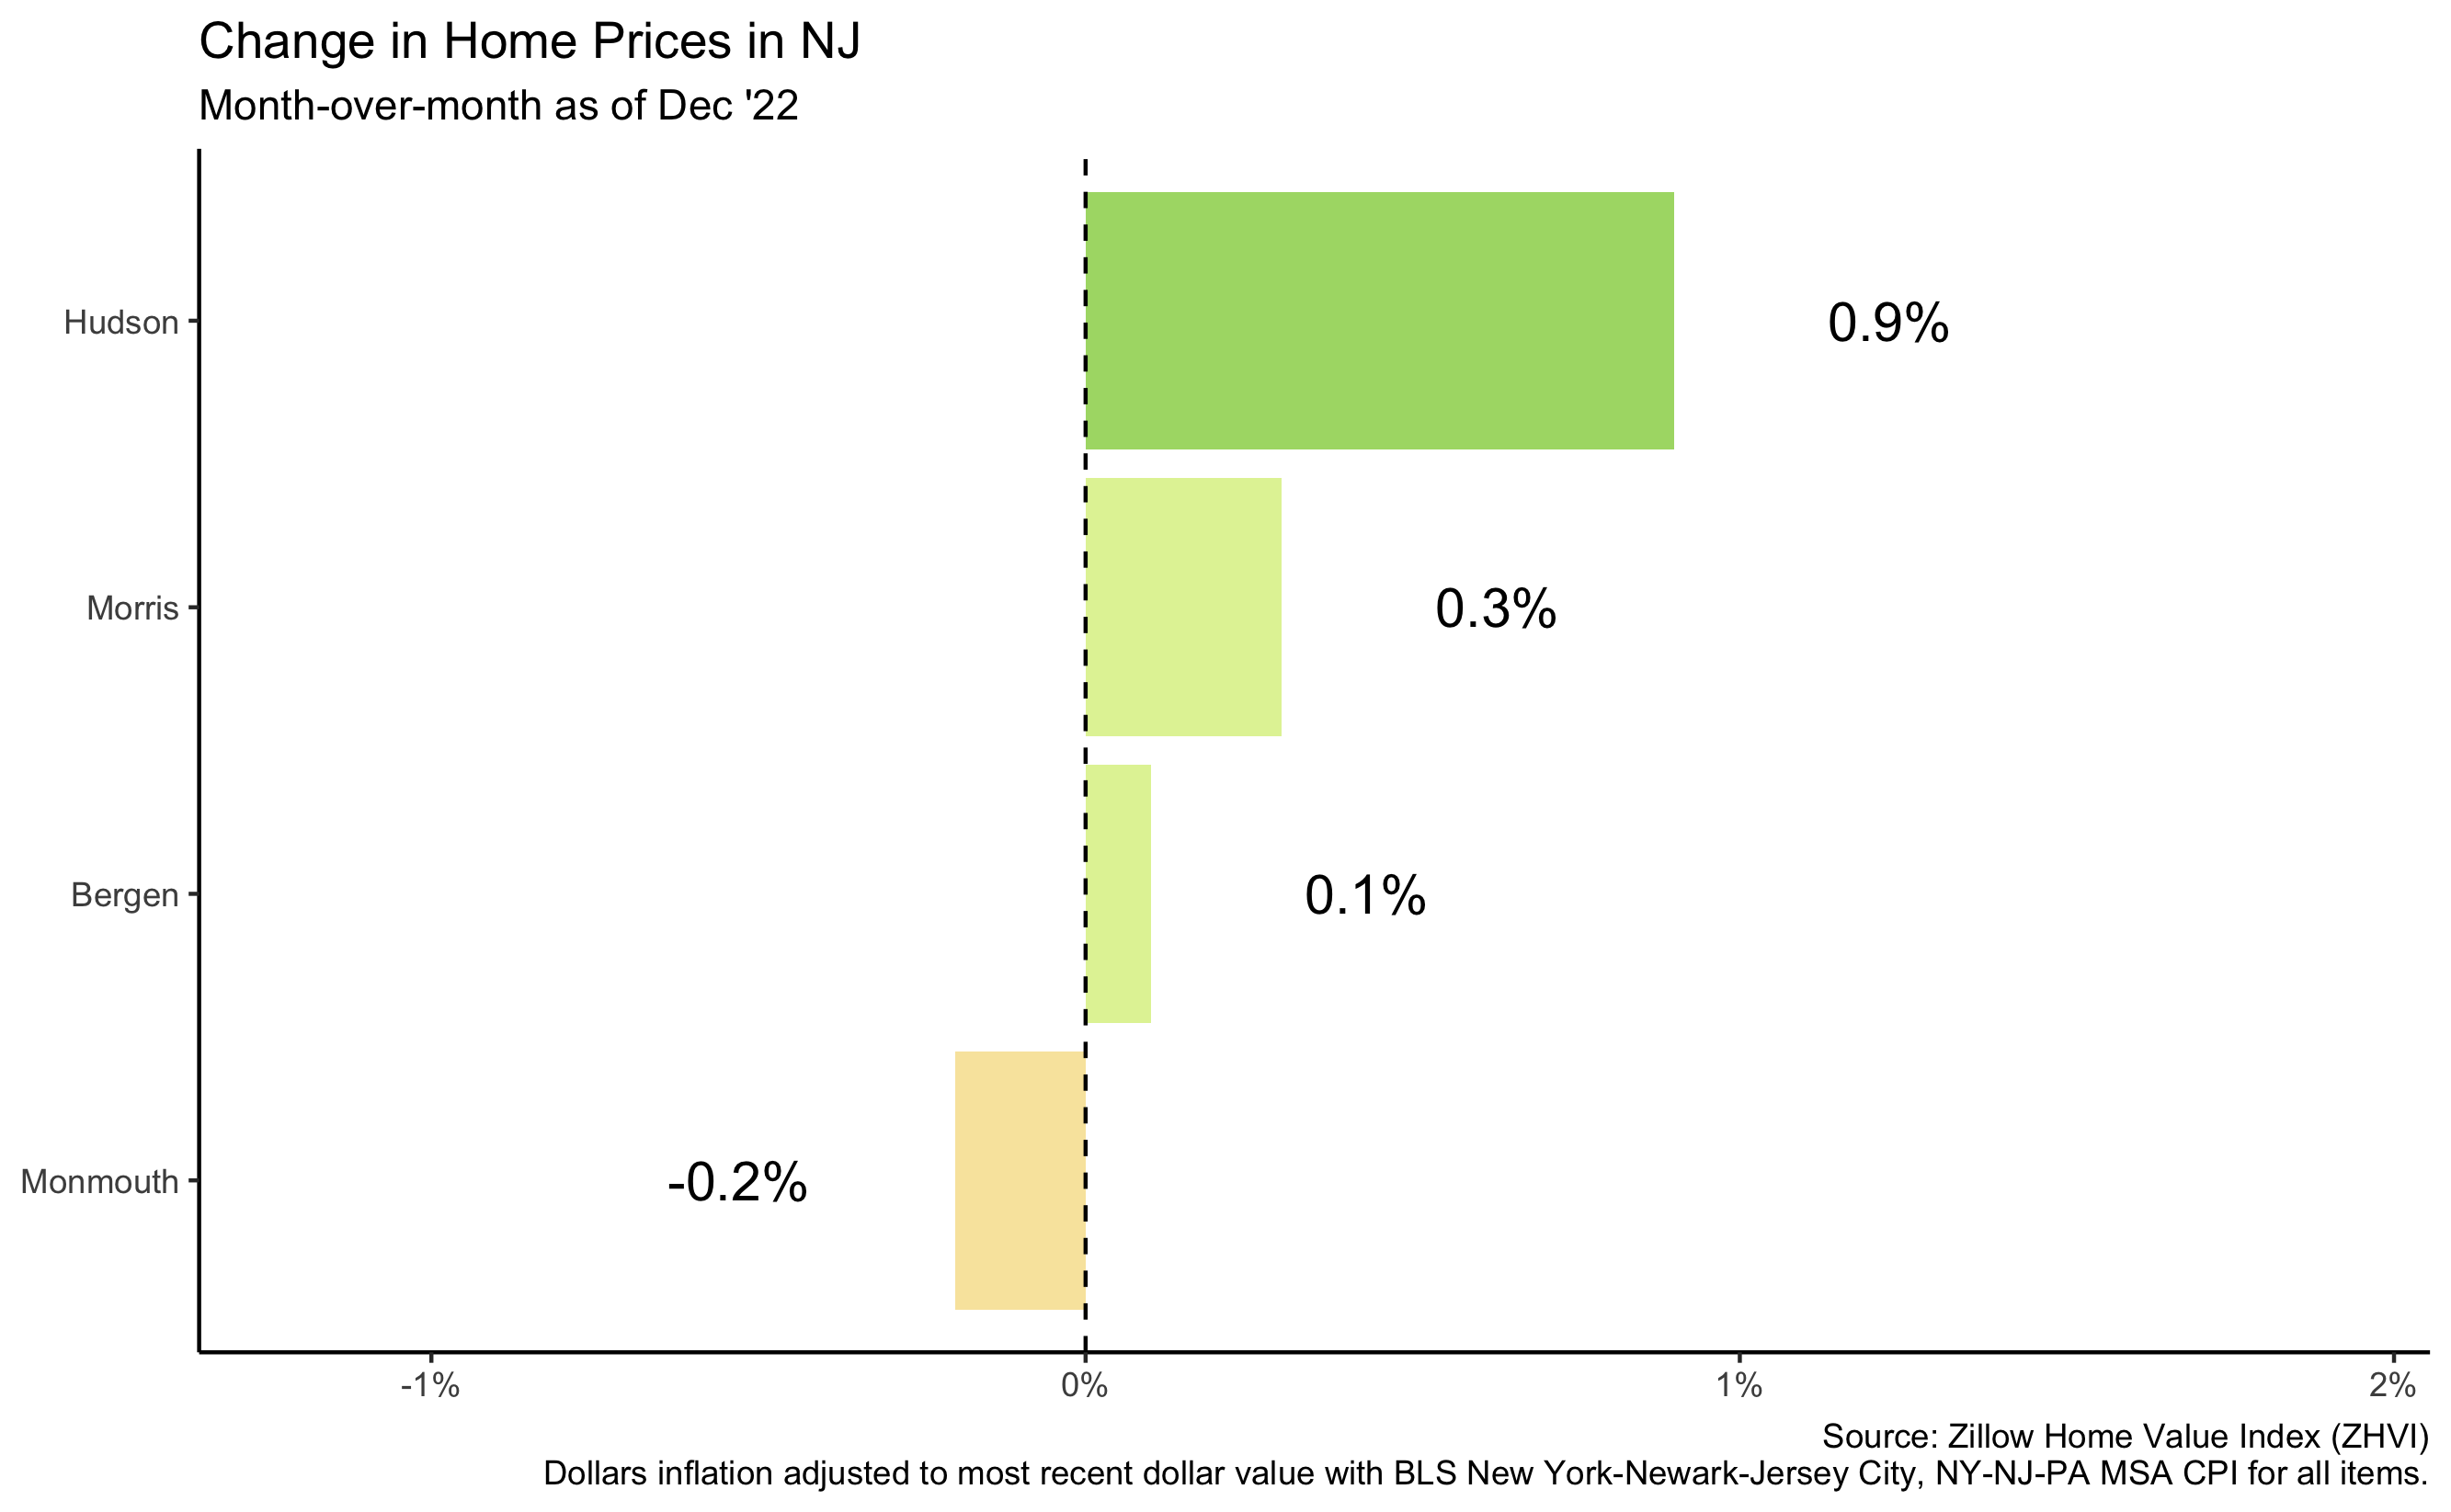 Change in Home Prices in NJ
Month-over-month as of Dec '22
Hudson
0.9%
Morris
0.3%
Bergen
0.1%
Monmouth
-0.2%
-1%
0%
1%
2%
Source: Zillow Home Value Index (ZHVI)
Dollars inflation adjusted to most recent dollar value with BLS New York-Newark-Jersey City, NY-NJ-PA MSA CPI for all items.